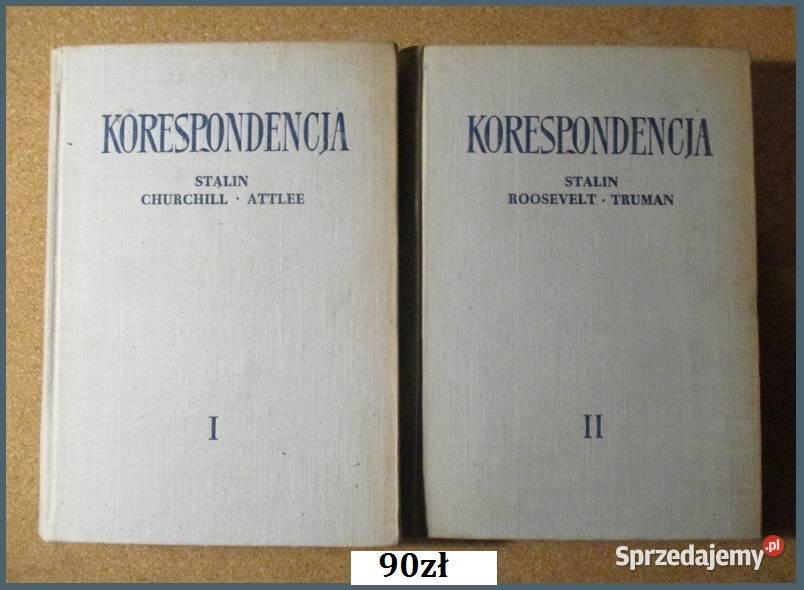 KORESPONDENCJA
STALIN
CHURCHILL · ATTLEE
I
KORESPONDENCJA
STALIN
ROOSEVELT · TRUMAN
II
90zł
Sprzedajemy.pl